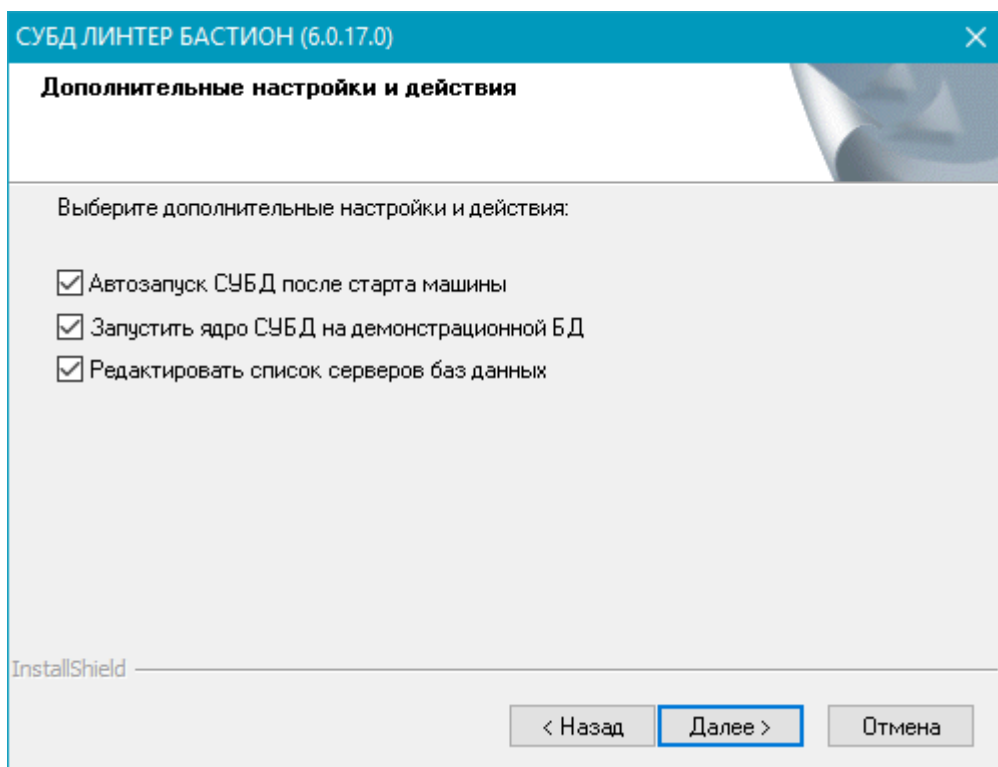 СУБД ЛИНТЕР БАСТИОН (6.0.17.0)
Дополнительные настройки и действия
Выберите дополнительные настройки и действия:
Автозапуск СУБД после старта машины
Запустить ядро СУБД на демонстрационной БД
Редактировать список серверов баз данных
InstallShield
< Назад Далее > Отмена